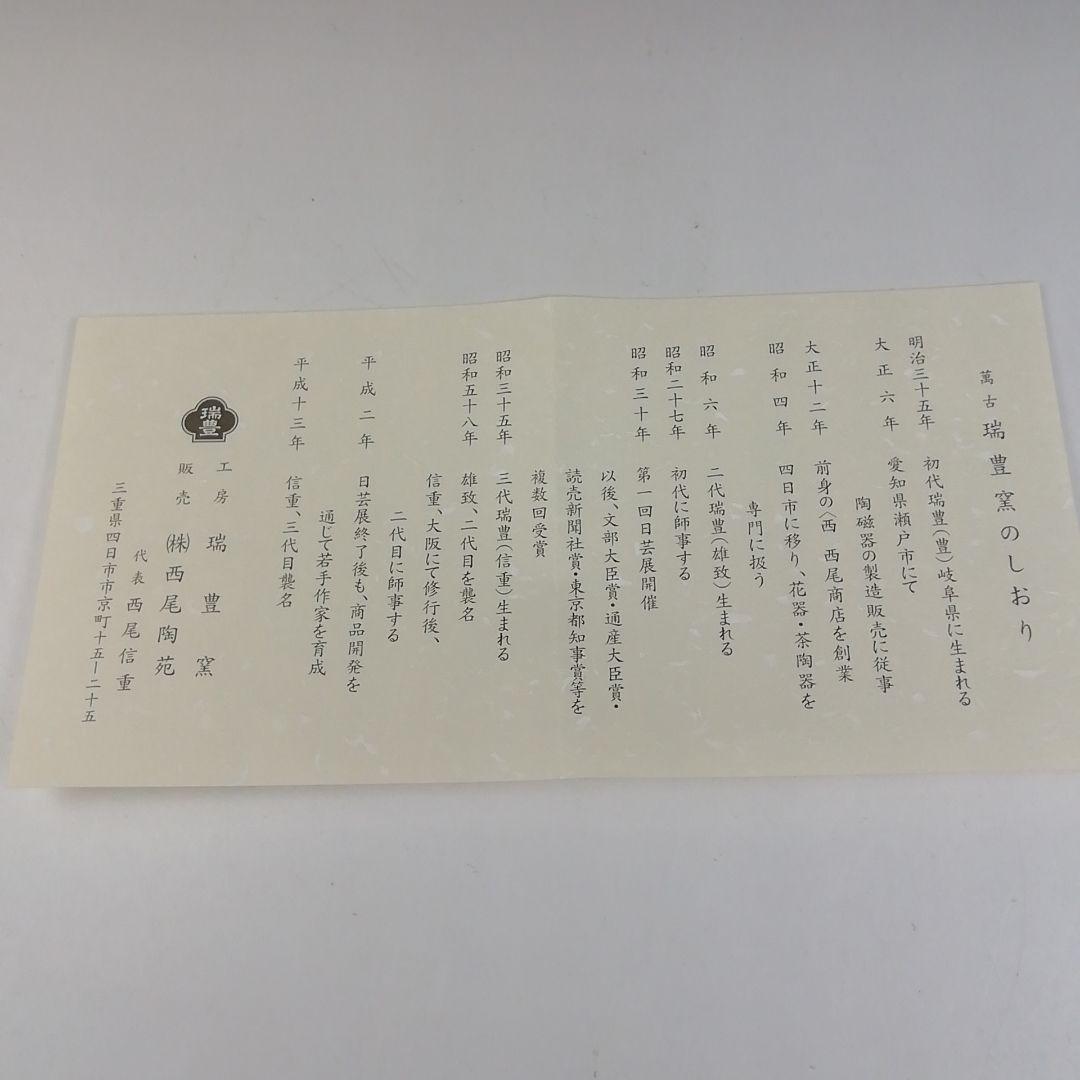 萬古 瑞豊窯のしおり
明治三十五年 初代瑞豊(豊)岐阜県に生まれる
大正六年 愛知県瀬戸市にて
陶磁器の製造販売に従事
大正十二年 前身の〈西 西尾商店を創業
昭和四年 四日市に移り、花器・茶陶器を
専門に扱う
昭和六年 二代瑞豊(雄致)生まれる
昭和二十七年 初代に師事する
昭和三十年 第一回日芸展開催
以後、文部大臣賞・通産大臣賞・
読売新聞社賞・東京都知事賞等を
複数回受賞
昭和三十五年 三代瑞豊(信重)生まれる
昭和五十八年 雄致、二代目を襲名
信重、大阪にて修行後、
二代目に師事する
平成二年 日芸展終了後も、商品開発を
通じて若手作家を育成
平成十三年 信重、三代目襲名
瑞豊
工房 瑞豊窯
販売 ㈱西尾陶苑
代表 西尾信重
三重県四日市市京町十五ー二十五